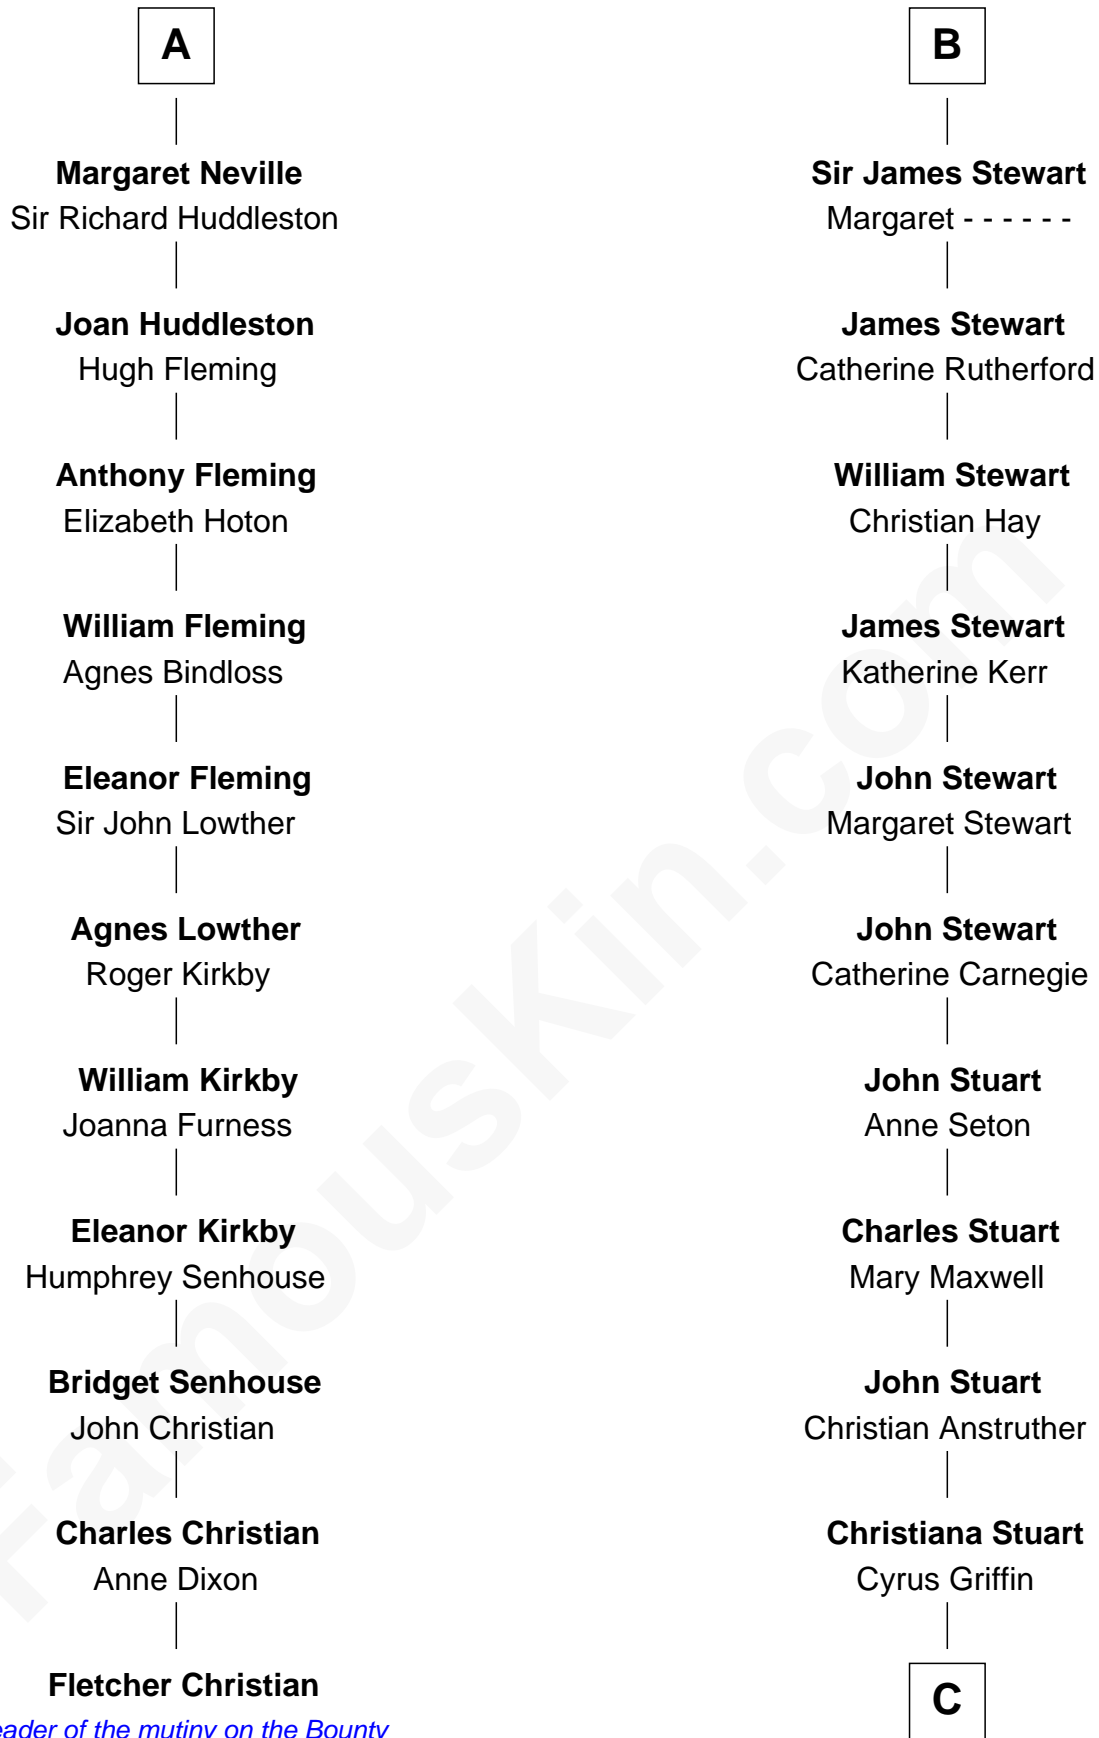 A
Margaret Neville
Sir Richard Huddleston
Joan Huddleston
Hugh Fleming
Anthony Fleming
Elizabeth Hoton
William Fleming
Agnes Bindloss
Eleanor Fleming
Sir John Lowther
Agnes Lowther
Roger Kirkby
William Kirkby
Joanna Furness
Eleanor Kirkby
Humphrey Senhouse
Bridget Senhouse
John Christian
Charles Christian
Anne Dixon
Fletcher Christian
eader of the mutiny on the Bounty
B
Sir James Stewart
Margaret - - - - - -
James Stewart
Catherine Rutherford
William Stewart
Christian Hay
James Stewart
Katherine Kerr
John Stewart
Margaret Stewart
John Stewart
Catherine Carnegie
John Stuart
Anne Seton
Charles Stuart
Mary Maxwell
John Stuart
Christian Anstruther
Christiana Stuart
Cyrus Griffin
C
FamousKin.com